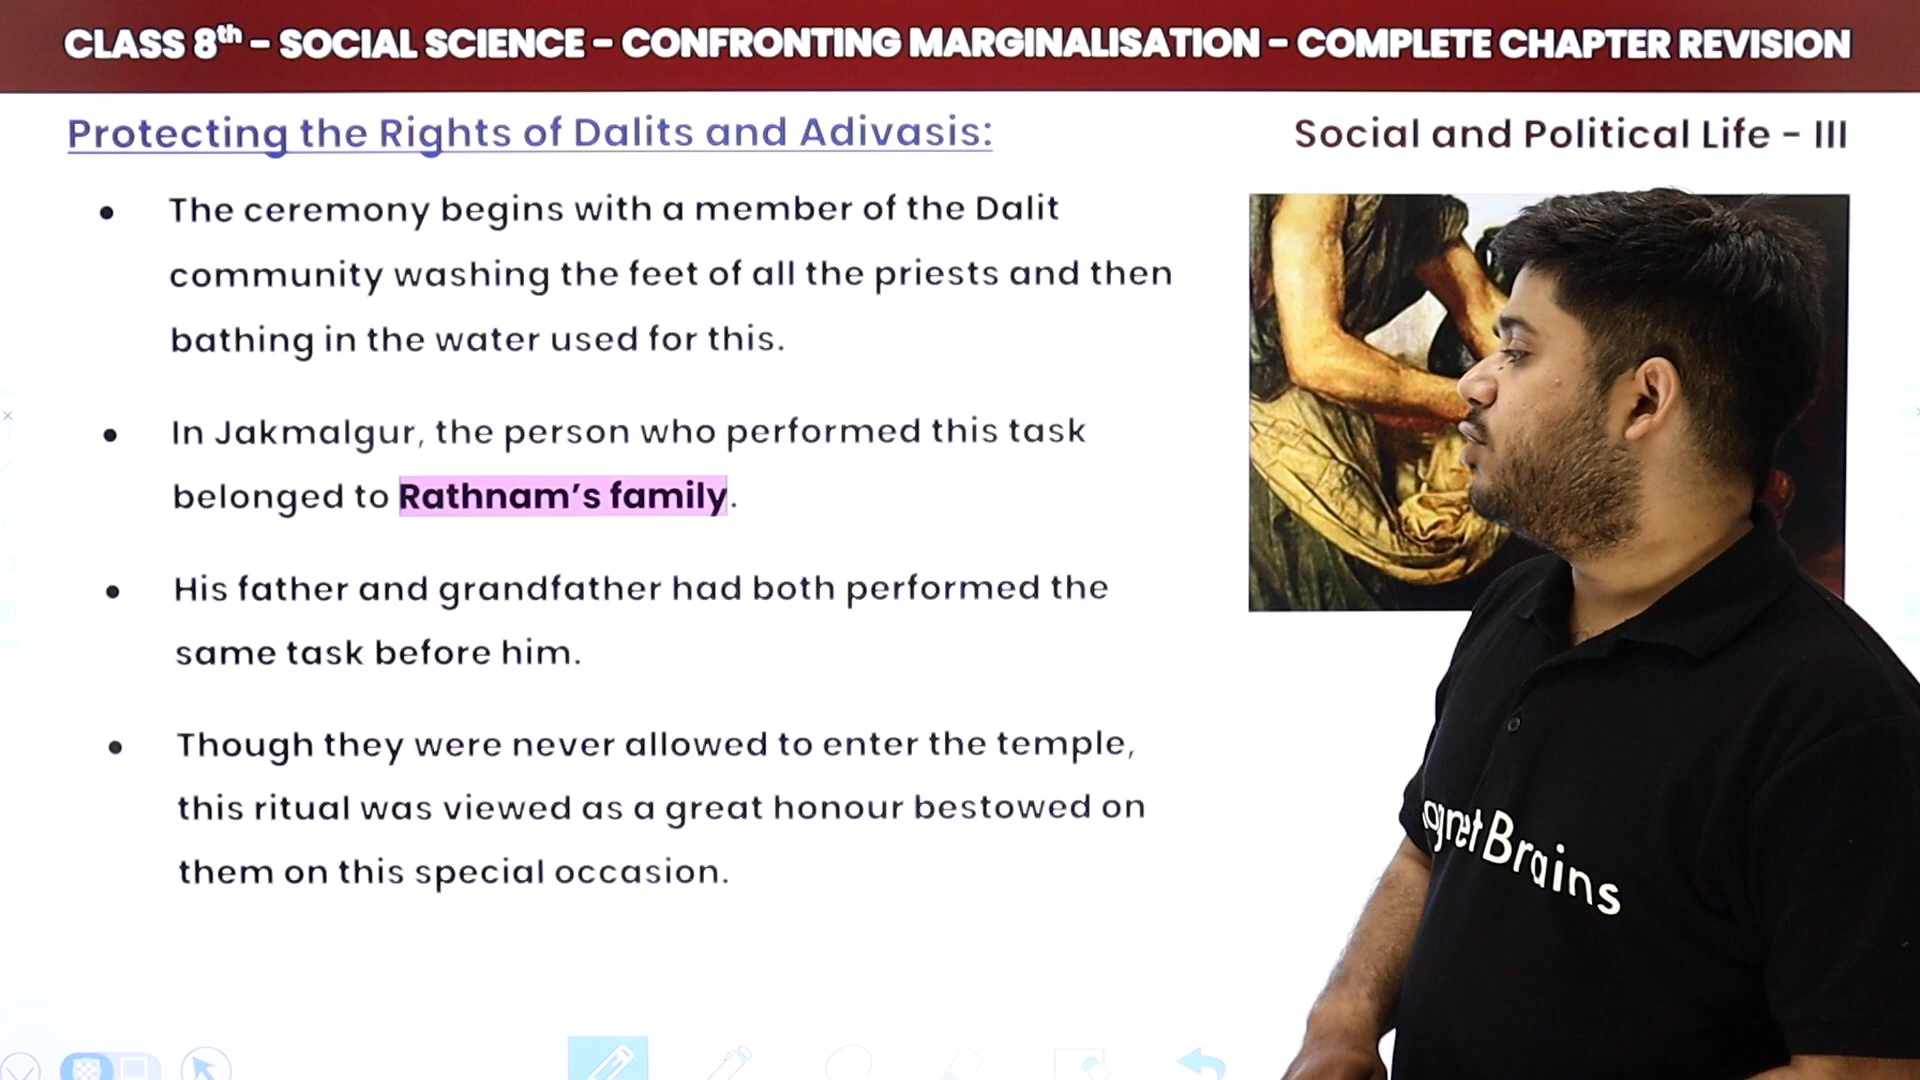 CLASS 8th – SOCIAL SCIENCE – CONFRONTING MARGINALISATION – COMPLETE CHAPTER REVISION
Protecting the Rights of Dalits and Adivasis:
Social and Political Life – III
• The ceremony begins with a member of the Dalit
community washing the feet of all the priests and then
bathing in the water used for this.
• In Jakmalgur, the person who performed this task
belonged to Rathnam’s family.
• His father and grandfather had both performed the
same task before him.
• Though they were never allowed to enter the temple,
this ritual was viewed as a great honour bestowed on
them on this special occasion.
agnet Brains